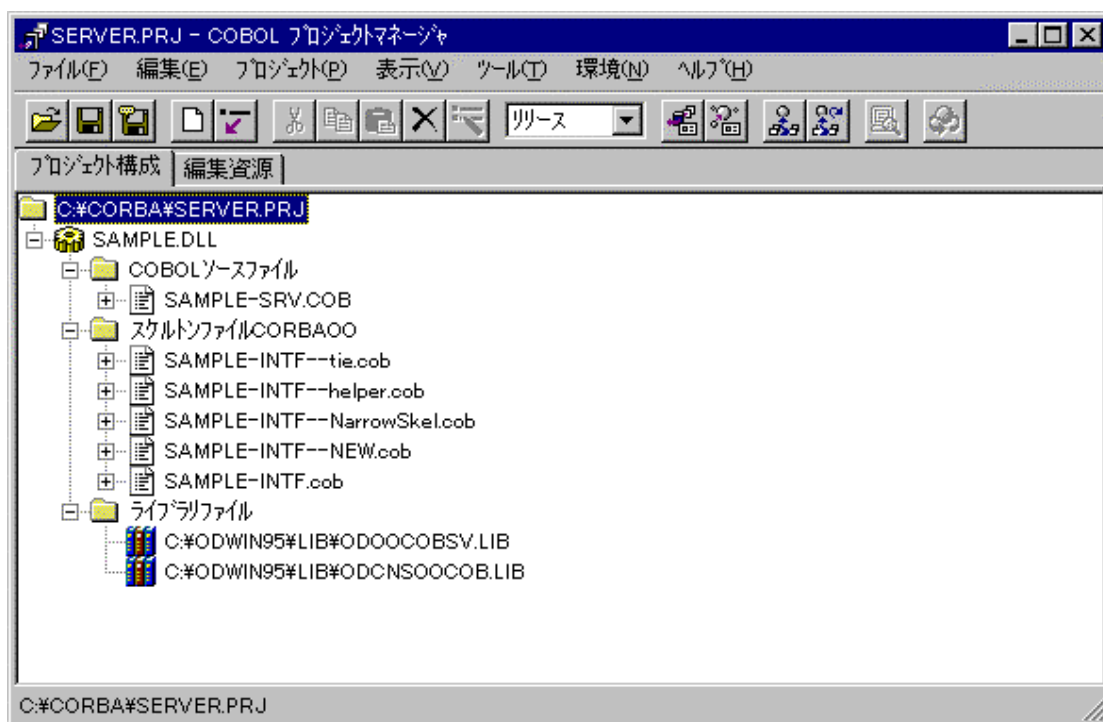 SERVER.PRJ - COBOL プロジェクトマネージャ
ファイル(F) 編集(E) プロジェクト(P) 表示(V) ツール(T) 環境(N) ヘルプ(H)
リリース
プロジェクト構成 編集資源
C:¥CORBA¥SERVER.PRJ
SAMPLE.DLL
COBOLソースファイル
SAMPLE-SRV.COB
スケルトンファイルCORBAOO
SAMPLE-INTF--tie.cob
SAMPLE-INTF--helper.cob
SAMPLE-INTF--NarrowSkel.cob
SAMPLE-INTF--NEW.cob
SAMPLE-INTF.cob
ライブラリファイル
C:¥ODWIN95¥LIB¥ODOOCOBSV.LIB
C:¥ODWIN95¥LIB¥ODCNSOOCOB.LIB
C:¥CORBA¥SERVER.PRJ